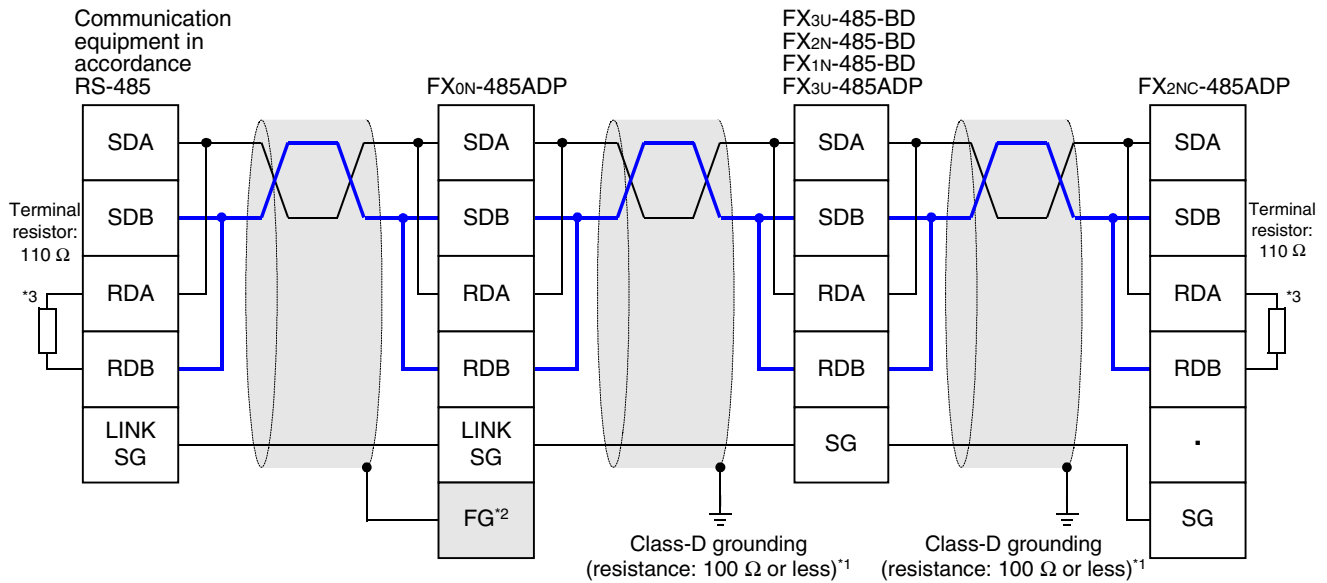 Communication
equipment in
accordance
RS-485
FX0N-485ADP
FX3U-485-BD
FX2N-485-BD
FX1N-485-BD
FX3U-485ADP
FX2NC-485ADP
Terminal
resistor:
110 Ω
*3
SDA
SDB
RDA
RDB
LINK
SG
SDA
SDB
RDA
RDB
LINK
SG
FG*2
SDA
SDB
RDA
RDB
SG
SDA
SDB
RDA
RDB
·
SG
Terminal
resistor:
110 Ω
*3
Class-D grounding
(resistance: 100 Ω or less)*1
Class-D grounding
(resistance: 100 Ω or less)*1